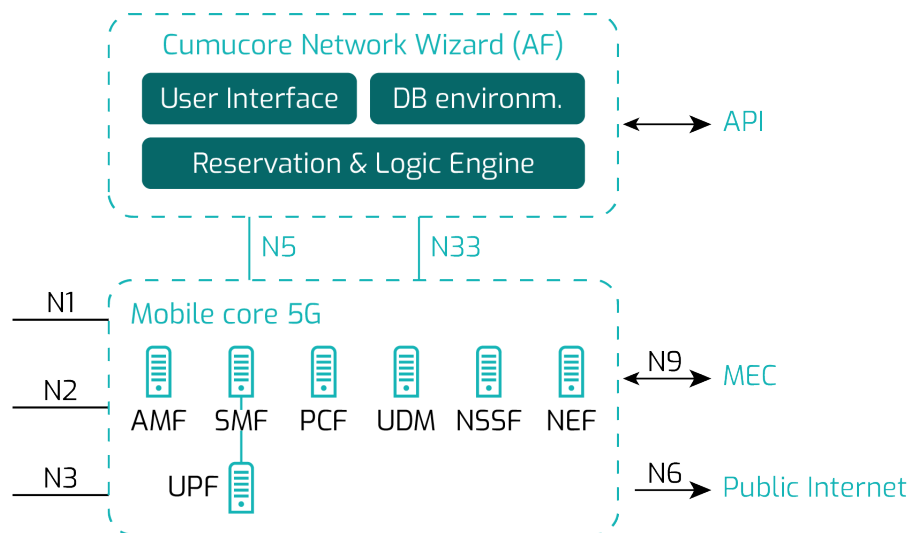 Cumucore Network Wizard (AF)
User Interface
DB environm.
Reservation & Logic Engine
API
N5
N33
N1
Mobile core 5G
N2
AMF
SMF
PCF
UDM
NSSF
NEF
N9
MEC
N3
UPF
N6
Public Internet